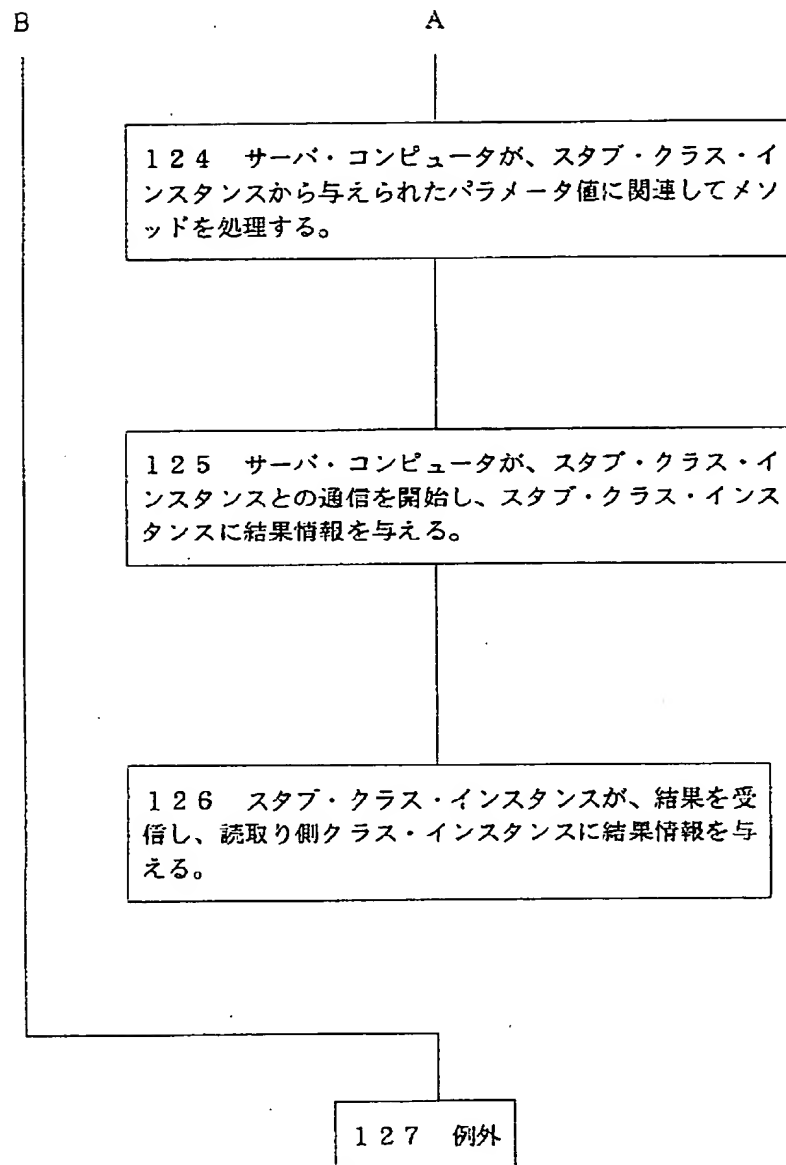 B
A
124 サーバ・コンピュータが、スタブ・クラス・イ
ンスタンスから与えられたパラメータ値に関連してメソ
ッドを処理する。
125 サーバ・コンピュータが、スタブ・クラス・イ
ンスタンスとの通信を開始し、スタブ・クラス・インス
タンスに結果情報を与える。
126 スタブ・クラス・インスタンスが、結果を受
信し、読取り側クラス・インスタンスに結果情報を与
える。
127 例外